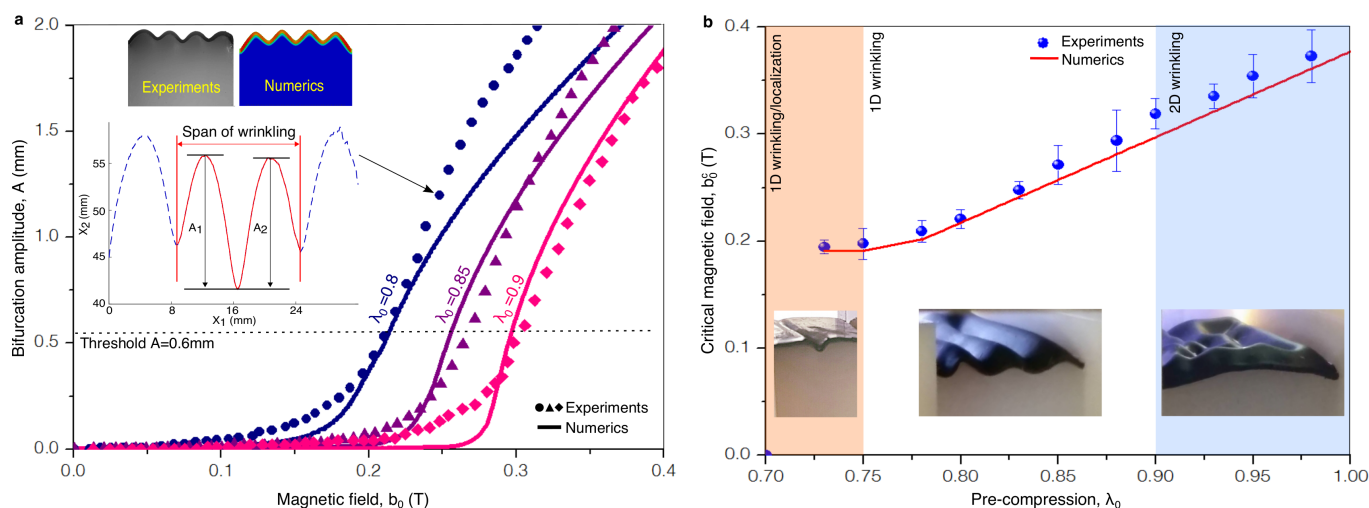 a
2.0
1.5
1.0
0.5
0.0
Bifurcation amplitude, A (mm)
Experiments
Numerics
Span of wrinkling
55
50
45
40
X₂ (mm)
A₁
A₂
0
8
16
24
X₁ (mm)
λ₀=0.8
λ₀=0.85
λ₀=0.9
Threshold A=0.6mm
Experiments
Numerics
0.0
0.1
0.2
0.3
0.4
Magnetic field, b₀ (T)
b
0.4
0.3
0.2
0.1
0.0
Critical magnetic field, b₀ᶜ (T)
1D wrinkling/localization
1D wrinkling
2D wrinkling
Experiments
Numerics
0.70
0.75
0.80
0.85
0.90
0.95
1.00
Pre-compression, λ₀